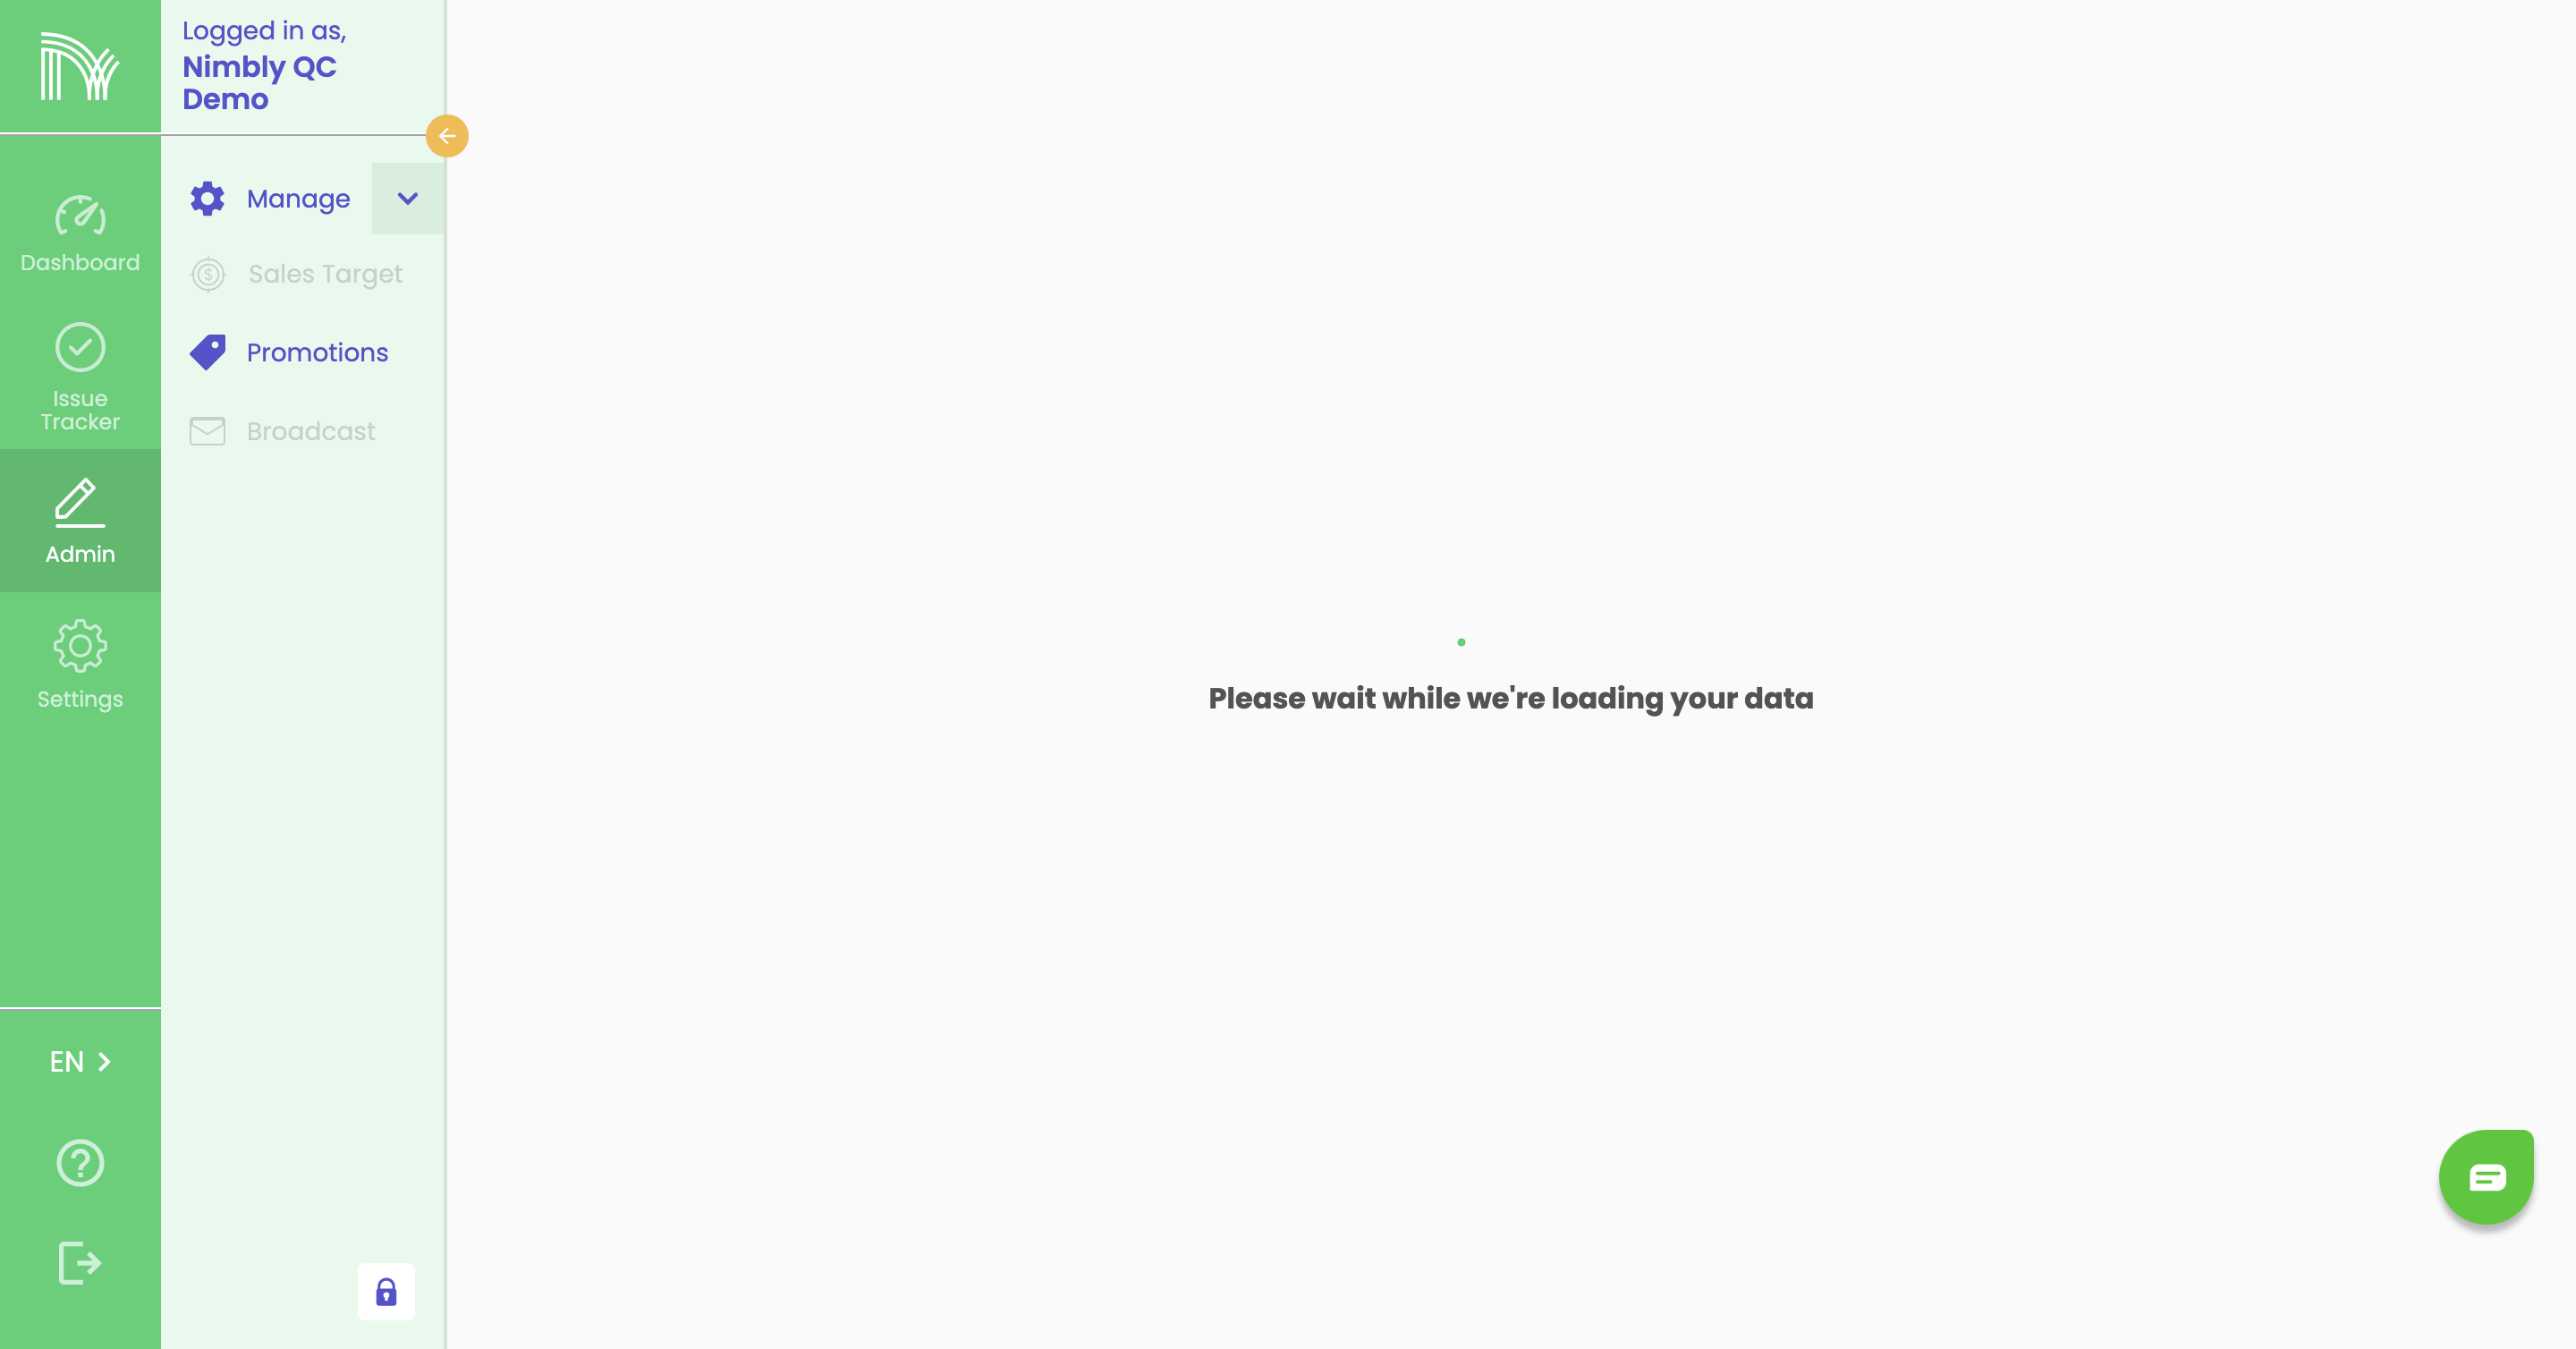 Logged in as,
Nimbly QC
Demo
Dashboard
Issue
Tracker
Admin
Settings
EN
Manage
Sales Target
Promotions
Broadcast
Please wait while we're loading your data